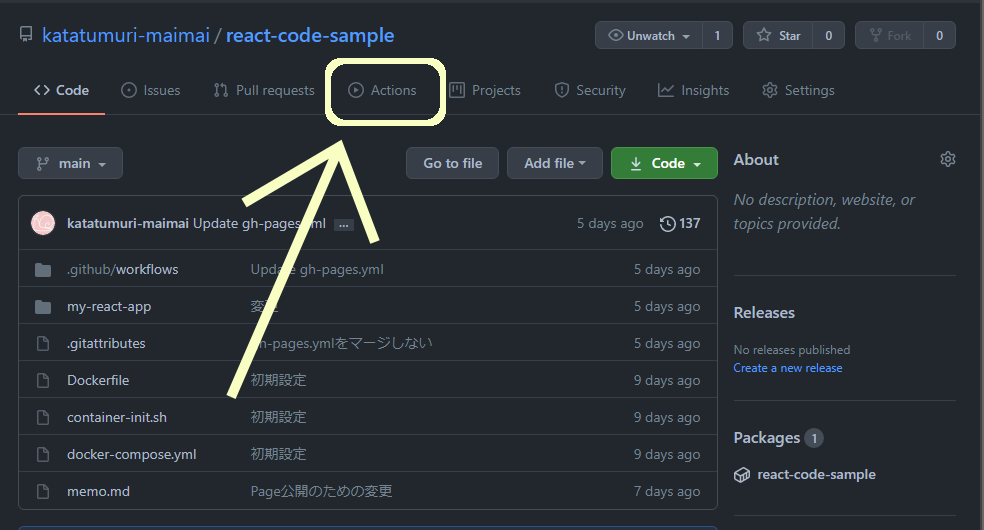 katatumuri-maimai / react-code-sample
Unwatch 1 Star 0 Fork 0
Code Issues Pull requests Actions Projects Security Insights Settings
main Go to file Add file Code
katatumuri-maimai Update gh-pages.yml ... 5 days ago 137
.github/workflows Update gh-pages.yml 5 days ago
my-react-app 変更 5 days ago
.gitattributes gh-pages.ymlをマージしない 5 days ago
Dockerfile 初期設定 9 days ago
container-init.sh 初期設定 9 days ago
docker-compose.yml 初期設定 9 days ago
memo.md Page公開のための変更 7 days ago
About
No description, website, or
topics provided.
Releases
No releases published
Create a new release
Packages 1
react-code-sample